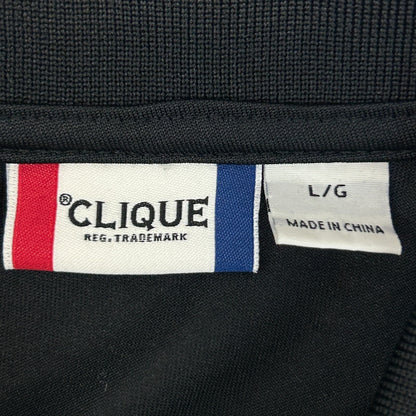 ®CLIQUE
REG. TRADEMARK
L/G
MADE IN CHINA